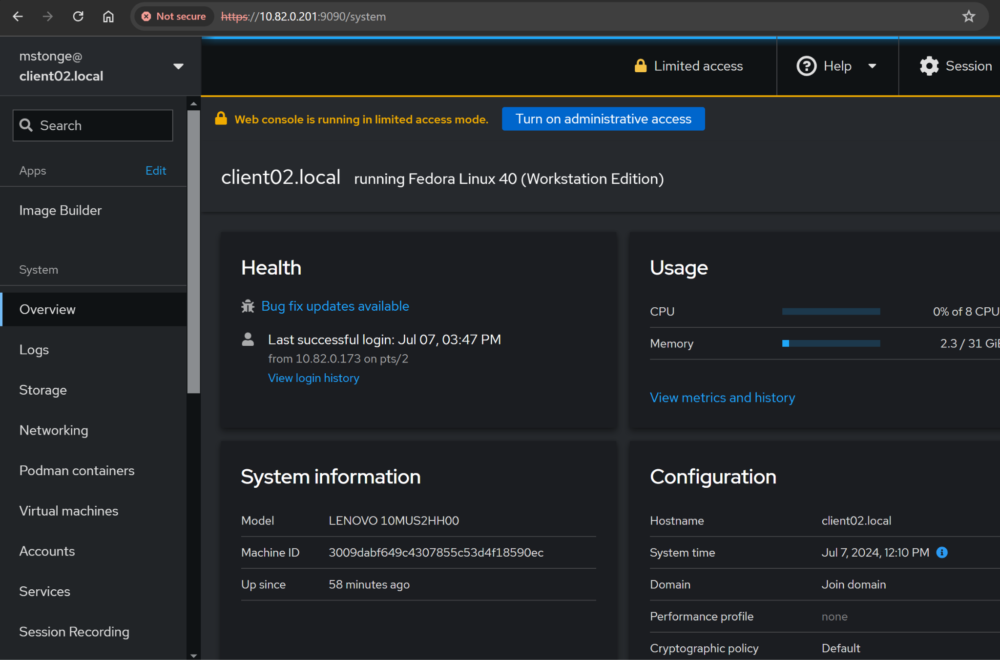 Not secure
https://10.82.0.201:9090/system
mstonge@
client02.local
Limited access
Help
Session
Search
Web console is running in limited access mode.
Turn on administrative access
Apps
Edit
client02.local running Fedora Linux 40 (Workstation Edition)
Image Builder
System
Overview
Logs
Storage
Networking
Podman containers
Virtual machines
Accounts
Services
Session Recording
Health
Bug fix updates available
Last successful login: Jul 07, 03:47 PM
from 10.82.0.173 on pts/2
View login history
Usage
CPU 0% of 8 CPU
Memory 2.3 / 31 GiB
View metrics and history
System information
Model LENOVO 10MUS2HH00
Machine ID 3009dabf649c4307855c53d4f18590ec
Up since 58 minutes ago
Configuration
Hostname client02.local
System time Jul 7, 2024, 12:10 PM
Domain Join domain
Performance profile none
Cryptographic policy Default